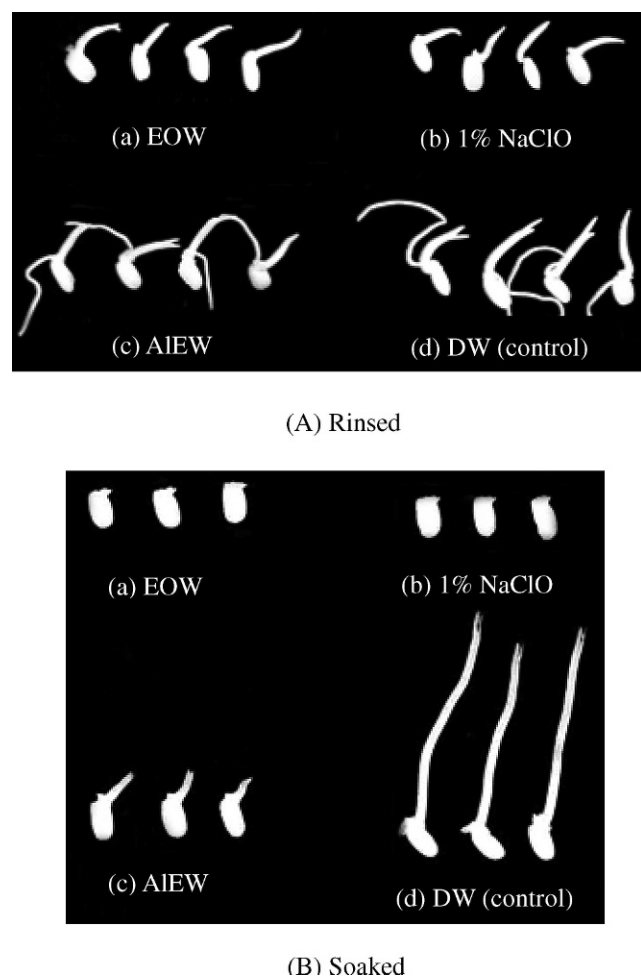 (a) EOW
(b) 1% NaClO
(c) AlEW
(d) DW (control)
(A) Rinsed
(a) EOW
(b) 1% NaClO
(c) AlEW
(d) DW (control)
(B) Soaked